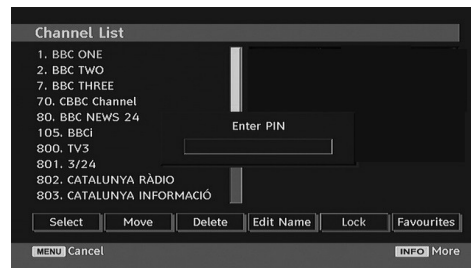 Channel List
1. BBC ONE
2. BBC TWO
7. BBC THREE
70. CBBC Channel
80. BBC NEWS 24
105. BBCi
800. TV3
801. 3/24
802. CATALUNYA RÀDIO
803. CATALUNYA INFORMACIÓ
Enter PIN
Select Move Delete Edit Name Lock Favourites
MENU Cancel INFO More